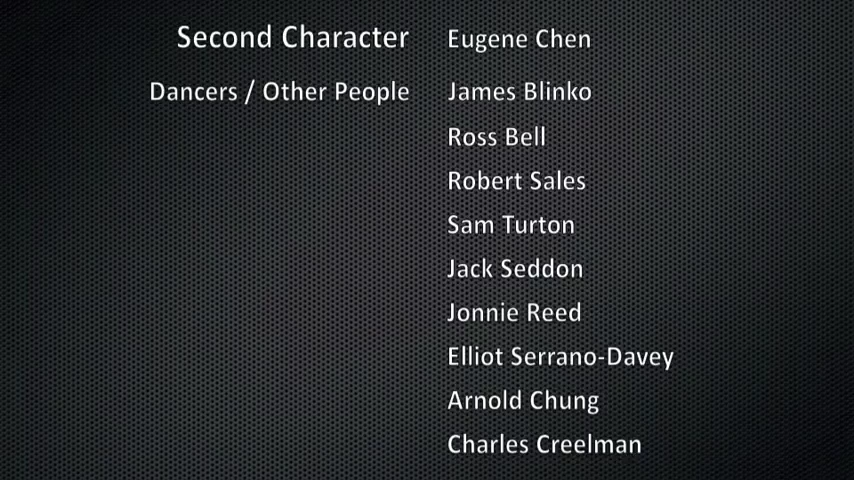 Second Character Eugene Chen
Dancers / Other People James Blinko
Ross Bell
Robert Sales
Sam Turton
Jack Seddon
Jonnie Reed
Elliot Serrano-Davey
Arnold Chung
Charles Creelman